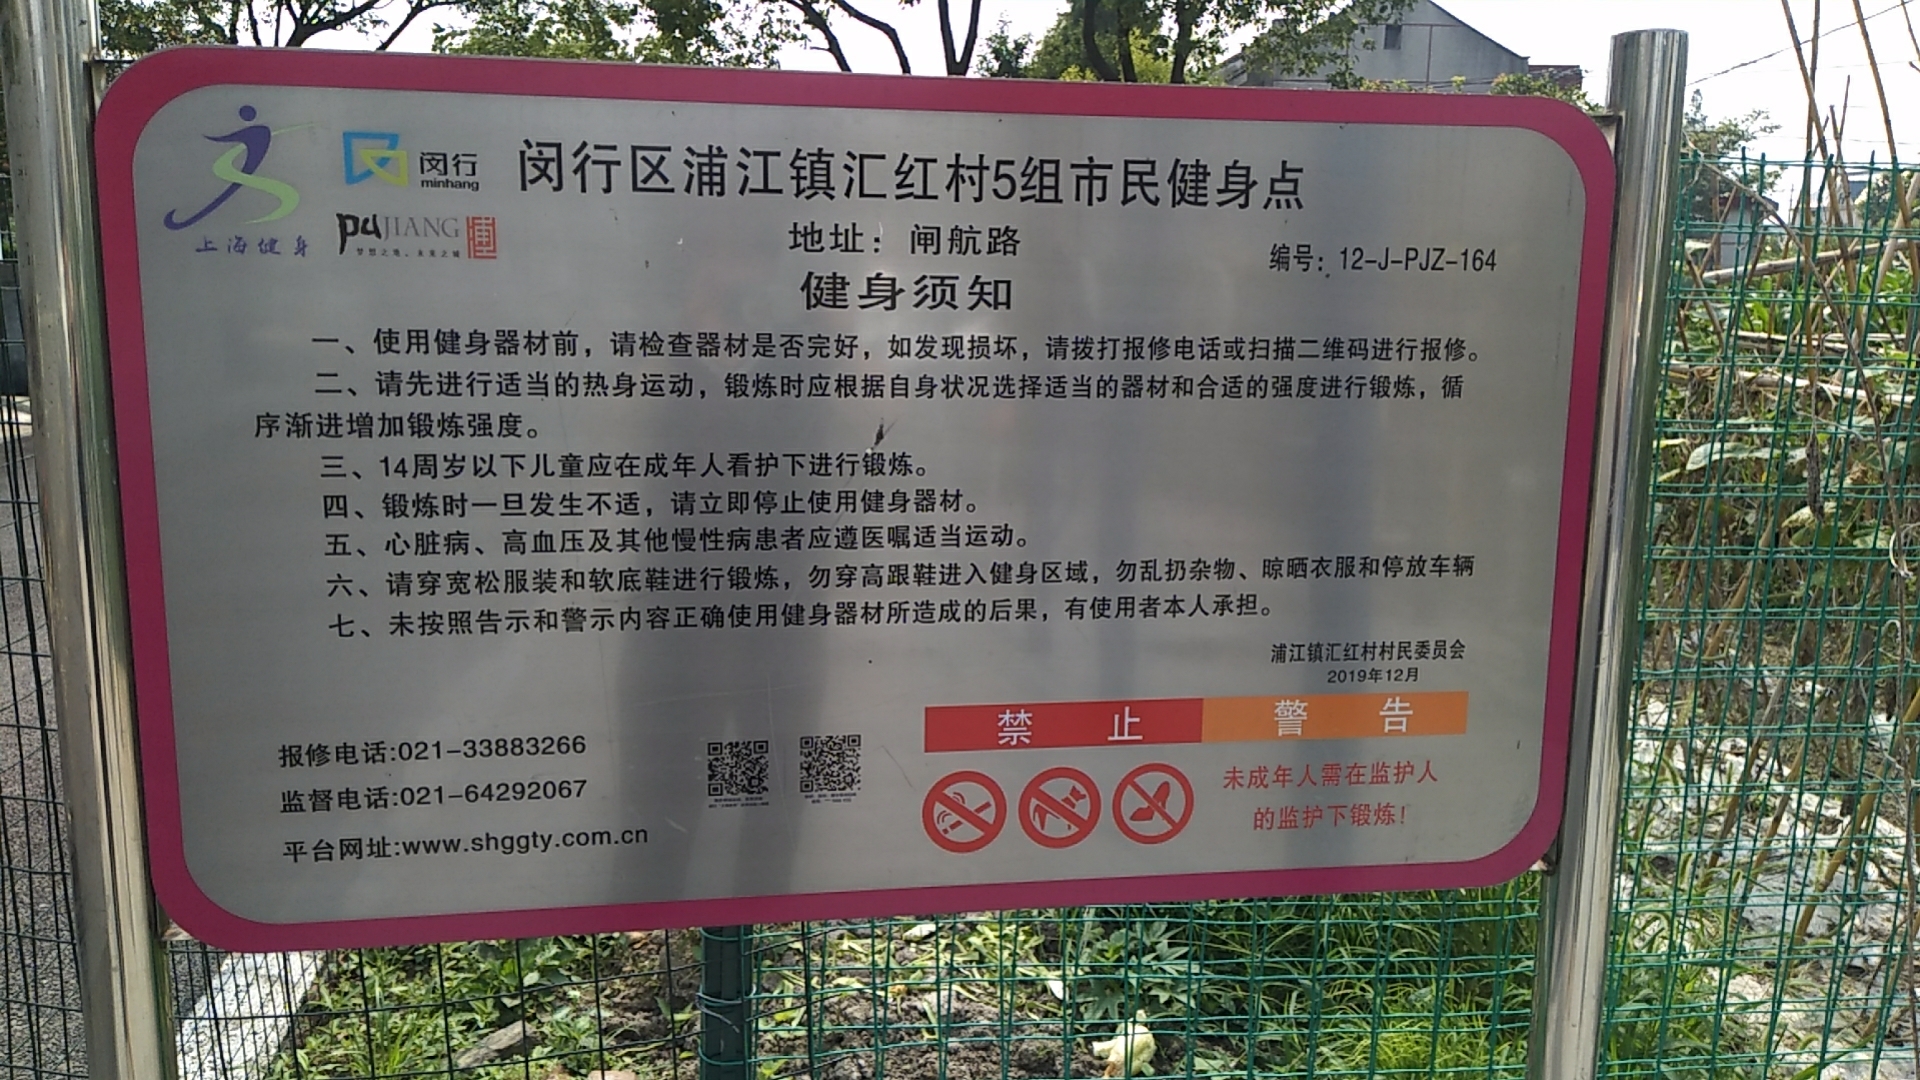 上海健身
闵行
minhang
puJIANG 浦
闵行区浦江镇汇红村5组市民健身点
地址：闸航路
编号：12-J-PJZ-164
健身须知
一、使用健身器材前，请检查器材是否完好，如发现损坏，请拨打报修电话或扫描二维码进行报修。
二、请先进行适当的热身运动，锻炼时应根据自身状况选择适当的器材和合适的强度进行锻炼，循
序渐进增加锻炼强度。
三、14周岁以下儿童应在成年人看护下进行锻炼。
四、锻炼时一旦发生不适，请立即停止使用健身器材。
五、心脏病、高血压及其他慢性病患者应遵医嘱适当运动。
六、请穿宽松服装和软底鞋进行锻炼，勿穿高跟鞋进入健身区域，勿乱扔杂物、晾晒衣服和停放车辆
七、未按照告示和警示内容正确使用健身器材所造成的后果，有使用者本人承担。
浦江镇汇红村村民委员会
2019年12月
报修电话:021-33883266
监督电话:021-64292067
平台网址:www.shggty.com.cn
禁 止 警 告
未成年人需在监护人
的监护下锻炼！